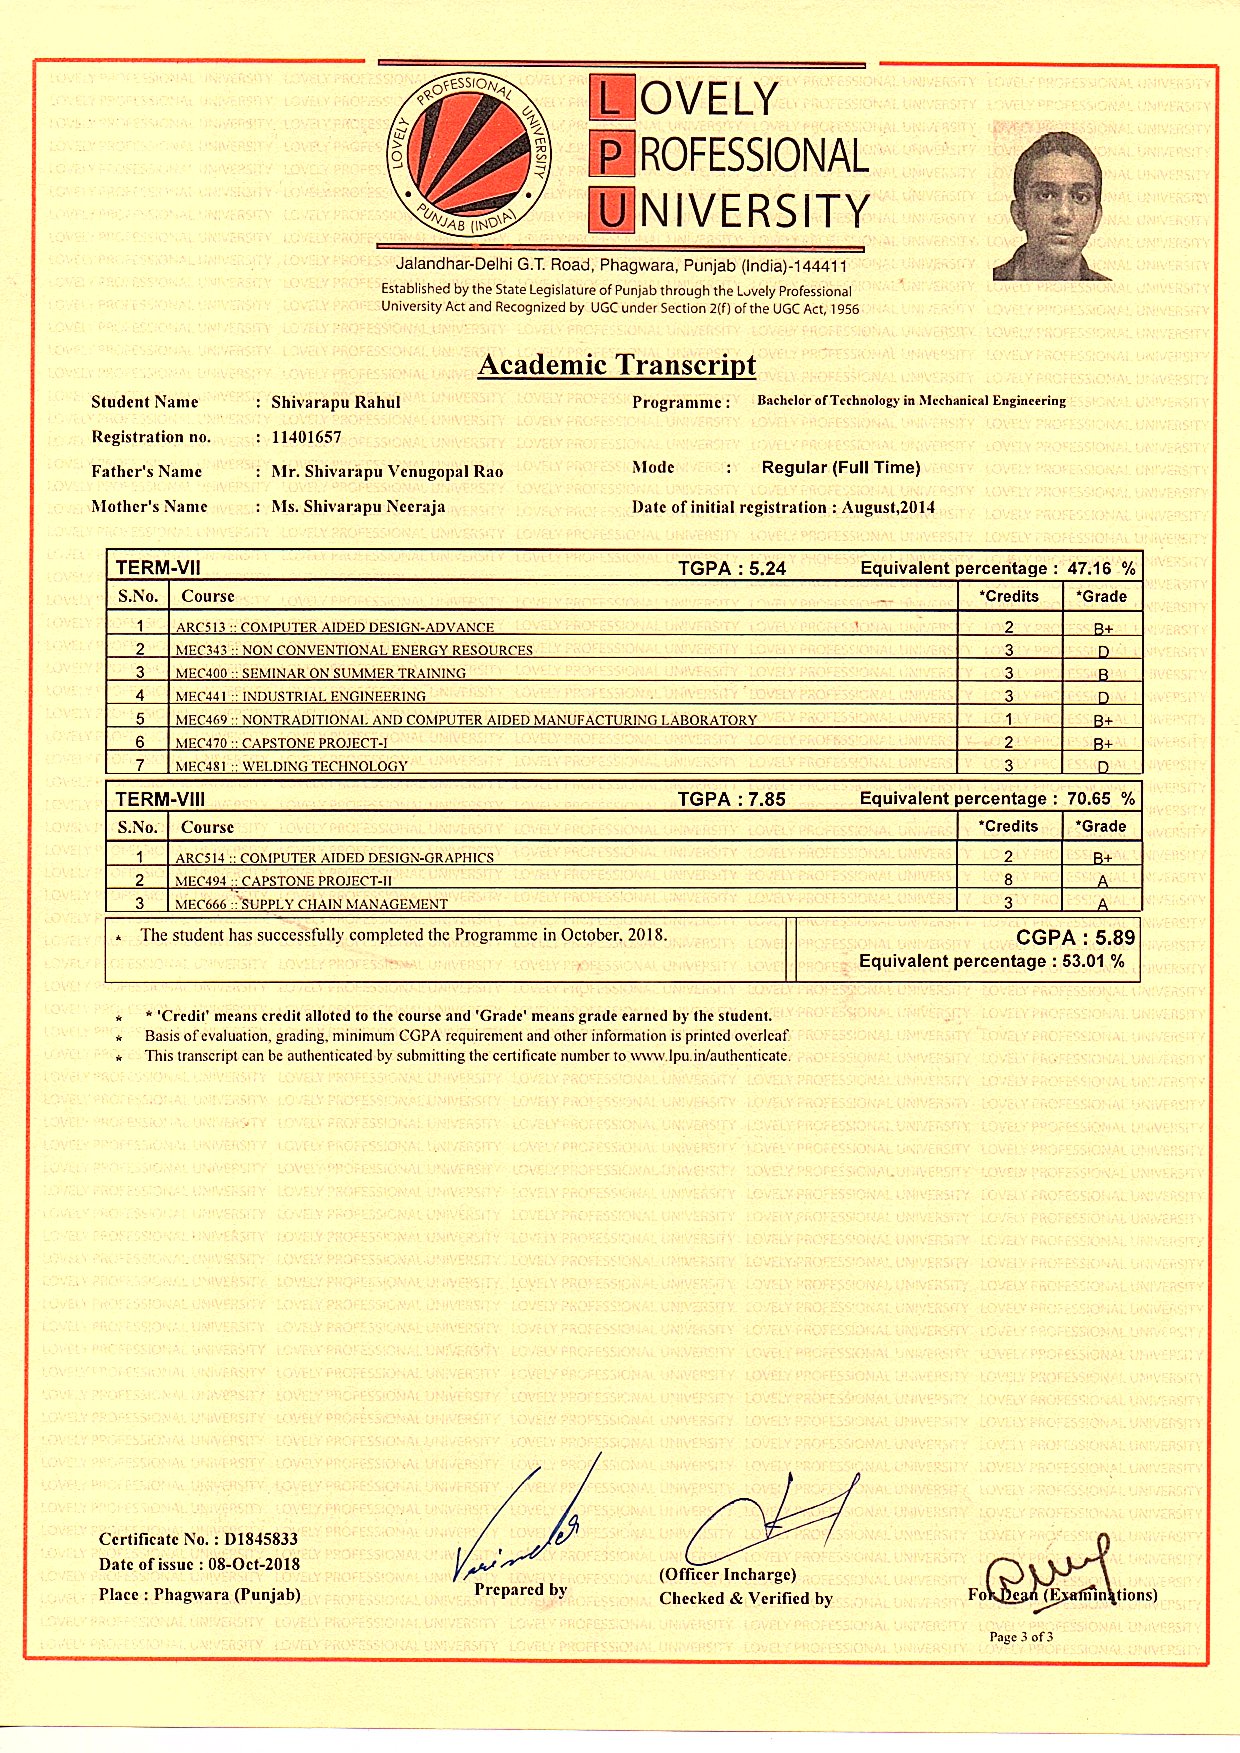 LOVELY PROFESSIONAL UNIVERSITY
PUNJAB (INDIA)
LOVELY
PROFESSIONAL
UNIVERSITY
Jalandhar-Delhi G.T. Road, Phagwara, Punjab (India)-144411
Established by the State Legislature of Punjab through the Lovely Professional
University Act and Recognized by UGC under Section 2(f) of the UGC Act, 1956
Academic Transcript
Student Name : Shivarapu Rahul Programme : Bachelor of Technology in Mechanical Engineering
Registration no. : 11401657
Father's Name : Mr. Shivarapu Venugopal Rao Mode : Regular (Full Time)
Mother's Name : Ms. Shivarapu Neeraja Date of initial registration : August,2014
TERM-VII TGPA : 5.24 Equivalent percentage : 47.16 %
S.No. Course *Credits *Grade
1 ARC513 :: COMPUTER AIDED DESIGN-ADVANCE 2 B+
2 MEC343 :: NON CONVENTIONAL ENERGY RESOURCES 3 D
3 MEC400 :: SEMINAR ON SUMMER TRAINING 3 B
4 MEC441 :: INDUSTRIAL ENGINEERING 3 D
5 MEC469 :: NONTRADITIONAL AND COMPUTER AIDED MANUFACTURING LABORATORY 1 B+
6 MEC470 :: CAPSTONE PROJECT-I 2 B+
7 MEC481 :: WELDING TECHNOLOGY 3 D
TERM-VIII TGPA : 7.85 Equivalent percentage : 70.65 %
S.No. Course *Credits *Grade
1 ARC514 :: COMPUTER AIDED DESIGN-GRAPHICS 2 B+
2 MEC494 :: CAPSTONE PROJECT-II 8 A
3 MEC666 :: SUPPLY CHAIN MANAGEMENT 3 A
* The student has successfully completed the Programme in October, 2018. CGPA : 5.89
Equivalent percentage : 53.01 %
* * 'Credit' means credit alloted to the course and 'Grade' means grade earned by the student.
* Basis of evaluation, grading, minimum CGPA requirement and other information is printed overleaf
* This transcript can be authenticated by submitting the certificate number to www.lpu.in/authenticate.
Certificate No. : D1845833
Date of issue : 08-Oct-2018
Place : Phagwara (Punjab)
Prepared by
(Officer Incharge)
Checked & Verified by
For Dean (Examinations)
Page 3 of 3